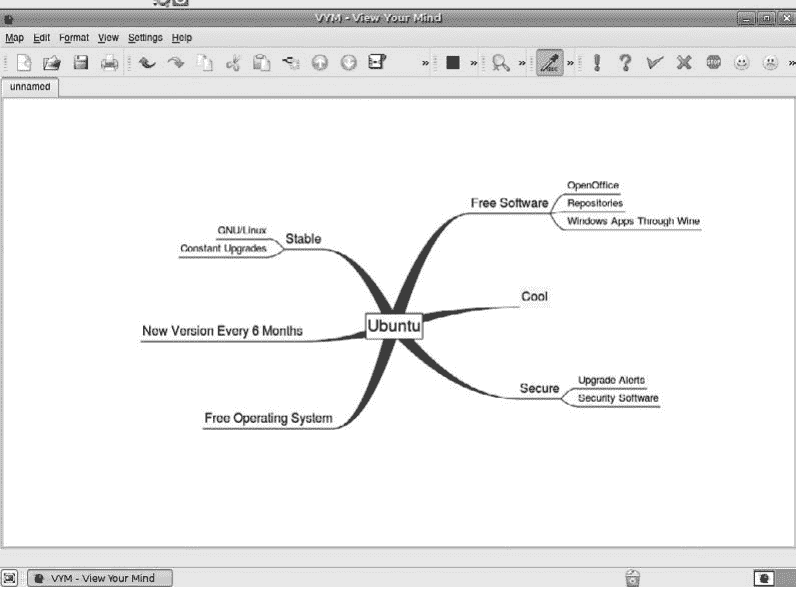 VYM - View Your Mind
Map Edit Format View Settings Help
unnamed
OpenOffice
Free Software
Repositories
Windows Apps Through Wine
GNU/Linux
Stable
Constant Upgrades
Cool
Ubuntu
New Version Every 6 Months
Upgrade Alerts
Secure
Security Software
Free Operating System
VYM - View Your Mind